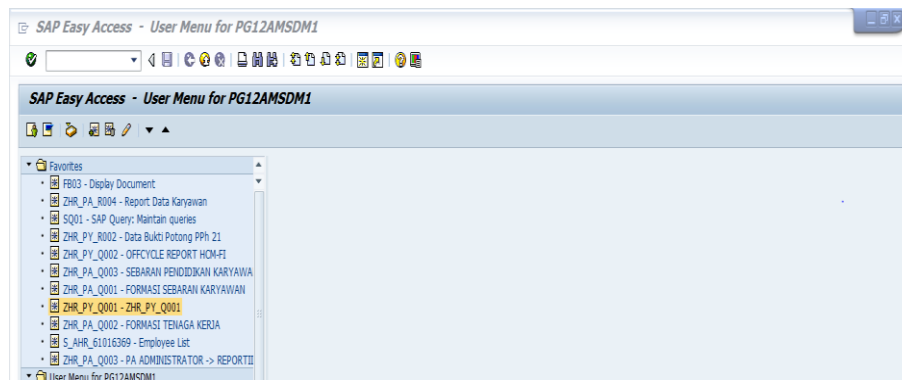 SAP Easy Access - User Menu for PG12AMSDM1
SAP Easy Access - User Menu for PG12AMSDM1
Favorites
FB03 - Display Document
ZHR_PA_R004 - Report Data Karyawan
SQ01 - SAP Query: Maintain queries
ZHR_PY_R002 - Data Bukti Potong PPh 21
ZHR_PY_Q002 - OFFCYCLE REPORT HCM-FI
ZHR_PA_Q003 - SEBARAN PENDIDIKAN KARYAWA
ZHR_PA_Q001 - FORMASI SEBARAN KARYAWAN
ZHR_PY_Q001 - ZHR_PY_Q001
ZHR_PA_Q002 - FORMASI TENAGA KERJA
S_AHR_61016369 - Employee List
ZHR_PA_Q003 - PA ADMINISTRATOR -> REPORTII
User Menu for PG12AMSDM1